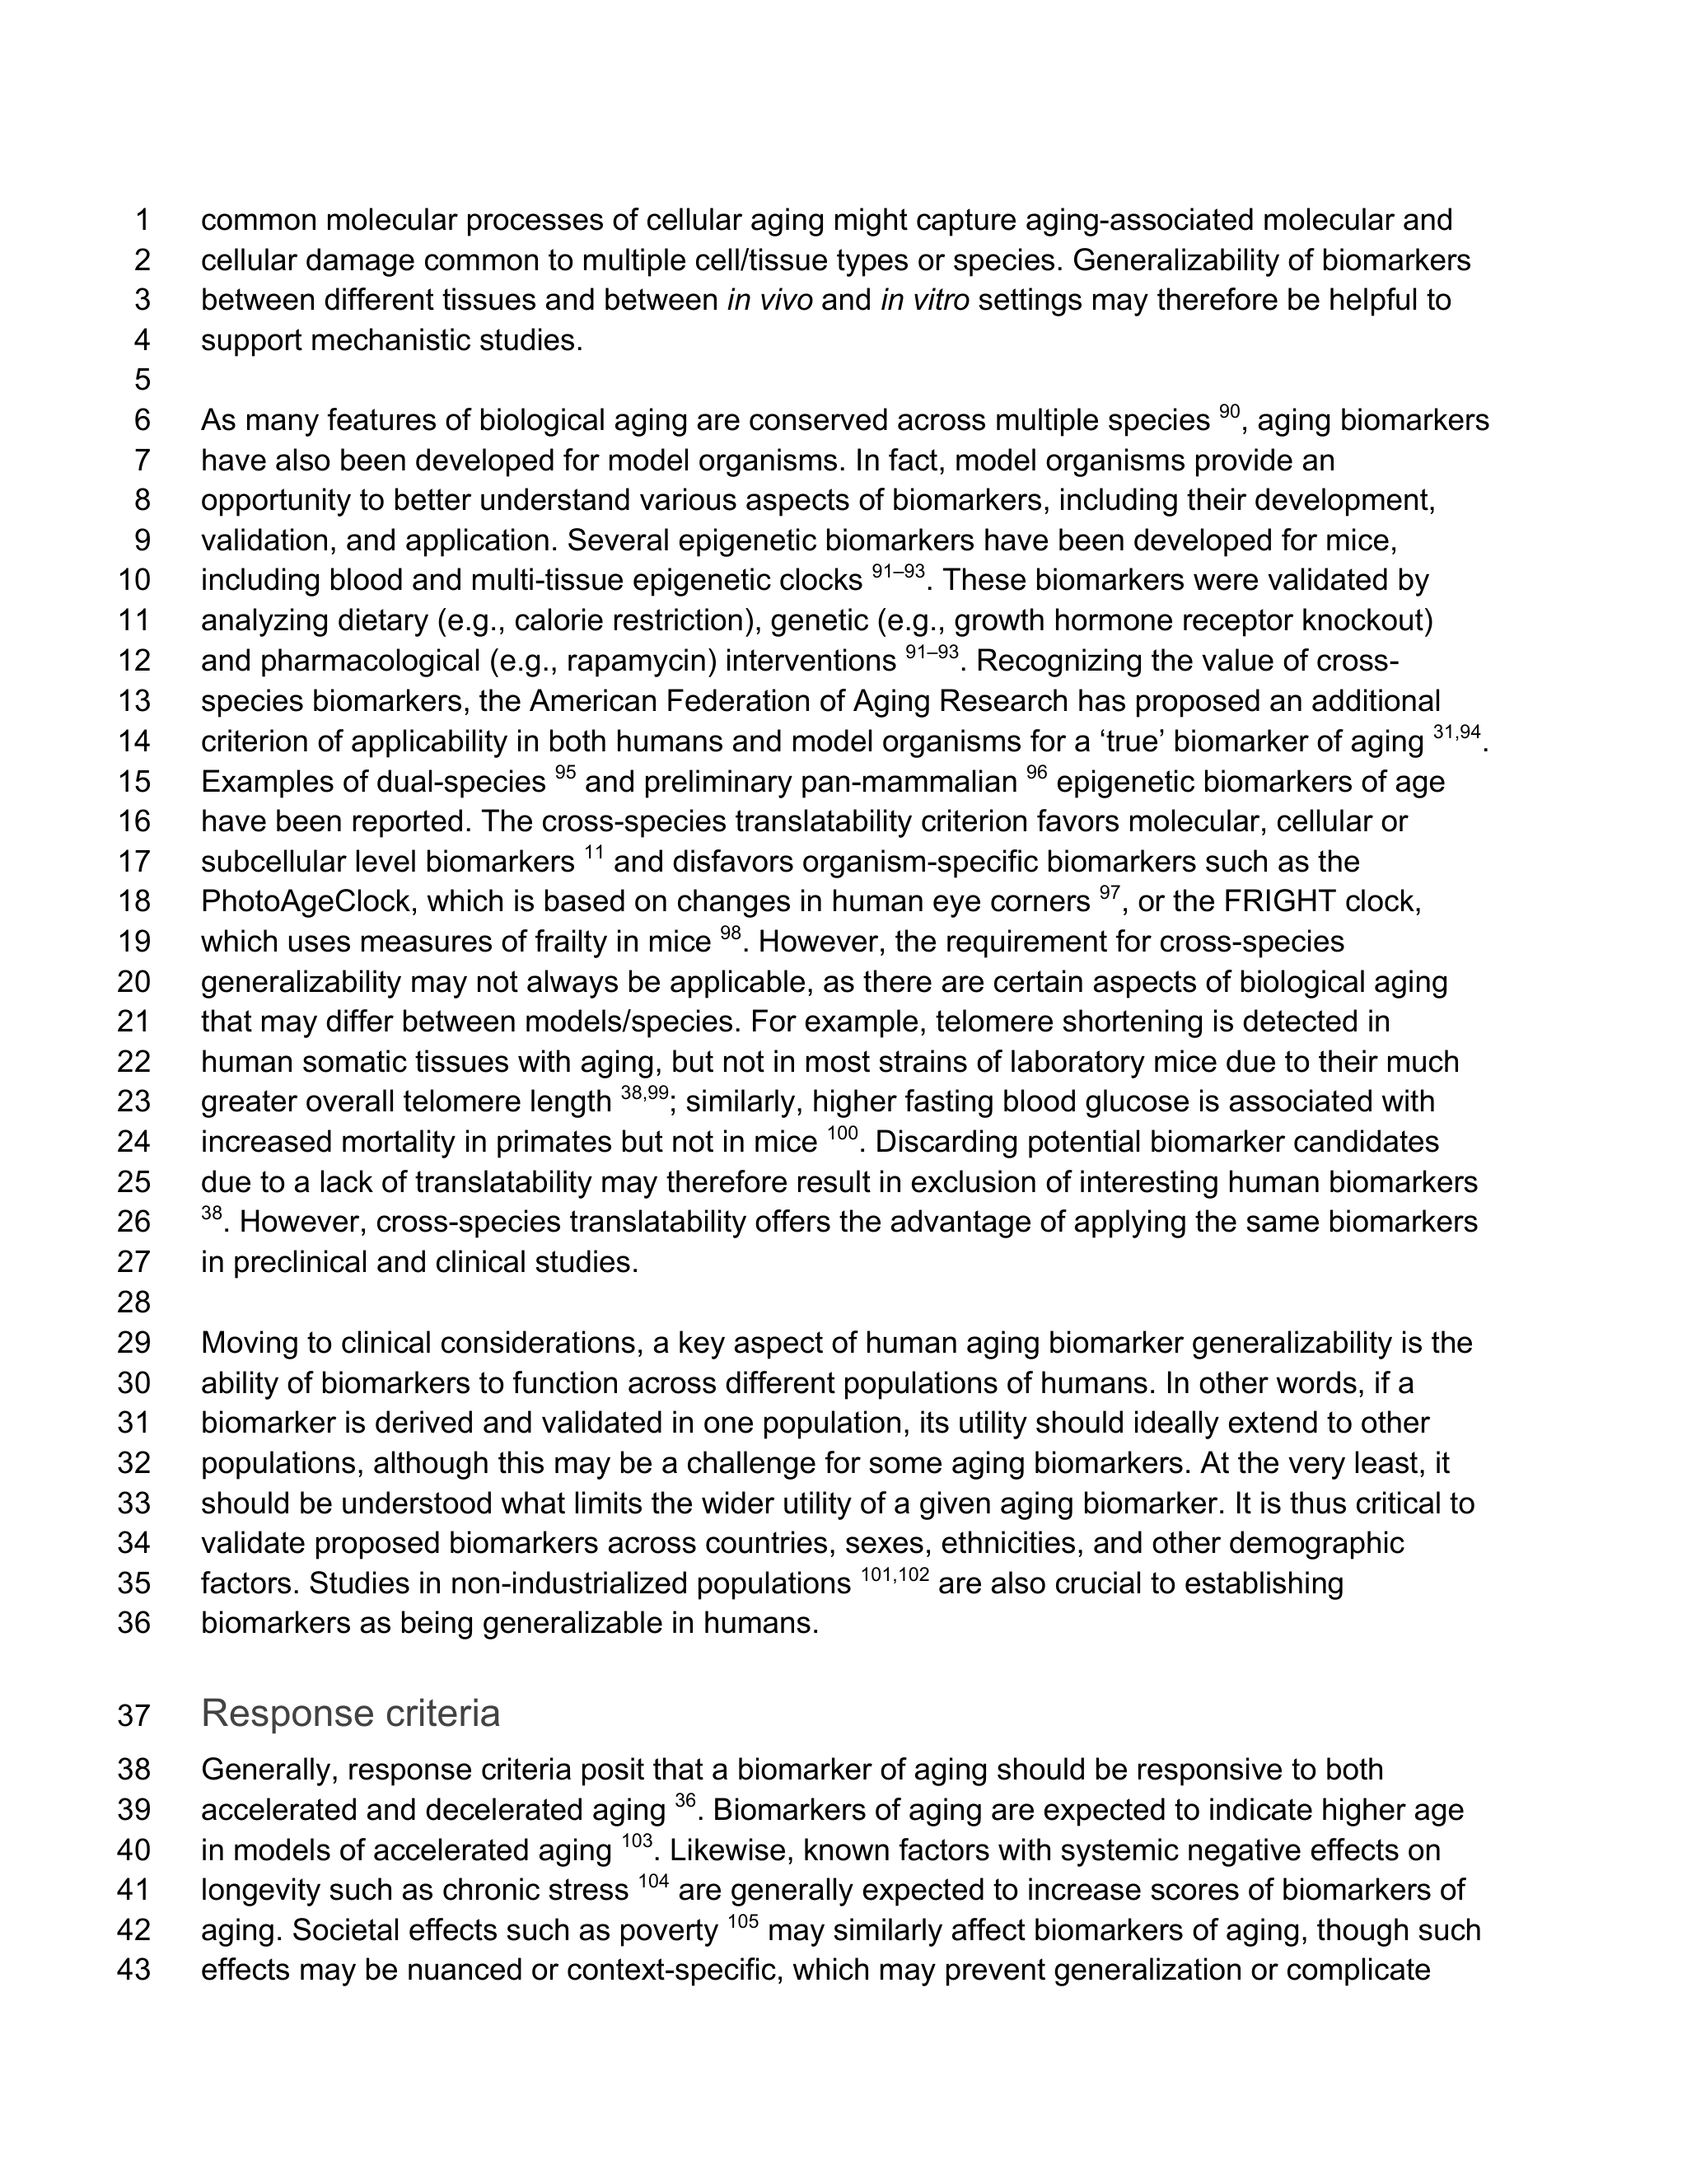 1 common molecular processes of cellular aging might capture aging-associated molecular and
2 cellular damage common to multiple cell/tissue types or species. Generalizability of biomarkers
3 between different tissues and between in vivo and in vitro settings may therefore be helpful to
4 support mechanistic studies.
5
6 As many features of biological aging are conserved across multiple species 90, aging biomarkers
7 have also been developed for model organisms. In fact, model organisms provide an
8 opportunity to better understand various aspects of biomarkers, including their development,
9 validation, and application. Several epigenetic biomarkers have been developed for mice,
10 including blood and multi-tissue epigenetic clocks 91–93. These biomarkers were validated by
11 analyzing dietary (e.g., calorie restriction), genetic (e.g., growth hormone receptor knockout)
12 and pharmacological (e.g., rapamycin) interventions 91–93. Recognizing the value of cross-
13 species biomarkers, the American Federation of Aging Research has proposed an additional
14 criterion of applicability in both humans and model organisms for a ‘true’ biomarker of aging 31,94.
15 Examples of dual-species 95 and preliminary pan-mammalian 96 epigenetic biomarkers of age
16 have been reported. The cross-species translatability criterion favors molecular, cellular or
17 subcellular level biomarkers 11 and disfavors organism-specific biomarkers such as the
18 PhotoAgeClock, which is based on changes in human eye corners 97, or the FRIGHT clock,
19 which uses measures of frailty in mice 98. However, the requirement for cross-species
20 generalizability may not always be applicable, as there are certain aspects of biological aging
21 that may differ between models/species. For example, telomere shortening is detected in
22 human somatic tissues with aging, but not in most strains of laboratory mice due to their much
23 greater overall telomere length 38,99; similarly, higher fasting blood glucose is associated with
24 increased mortality in primates but not in mice 100. Discarding potential biomarker candidates
25 due to a lack of translatability may therefore result in exclusion of interesting human biomarkers
26 38. However, cross-species translatability offers the advantage of applying the same biomarkers
27 in preclinical and clinical studies.
28
29 Moving to clinical considerations, a key aspect of human aging biomarker generalizability is the
30 ability of biomarkers to function across different populations of humans. In other words, if a
31 biomarker is derived and validated in one population, its utility should ideally extend to other
32 populations, although this may be a challenge for some aging biomarkers. At the very least, it
33 should be understood what limits the wider utility of a given aging biomarker. It is thus critical to
34 validate proposed biomarkers across countries, sexes, ethnicities, and other demographic
35 factors. Studies in non-industrialized populations 101,102 are also crucial to establishing
36 biomarkers as being generalizable in humans.
37 Response criteria
38 Generally, response criteria posit that a biomarker of aging should be responsive to both
39 accelerated and decelerated aging 36. Biomarkers of aging are expected to indicate higher age
40 in models of accelerated aging 103. Likewise, known factors with systemic negative effects on
41 longevity such as chronic stress 104 are generally expected to increase scores of biomarkers of
42 aging. Societal effects such as poverty 105 may similarly affect biomarkers of aging, though such
43 effects may be nuanced or context-specific, which may prevent generalization or complicate